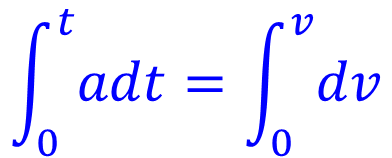 ∫₀ᵗ adt = ∫₀ᵛ dv